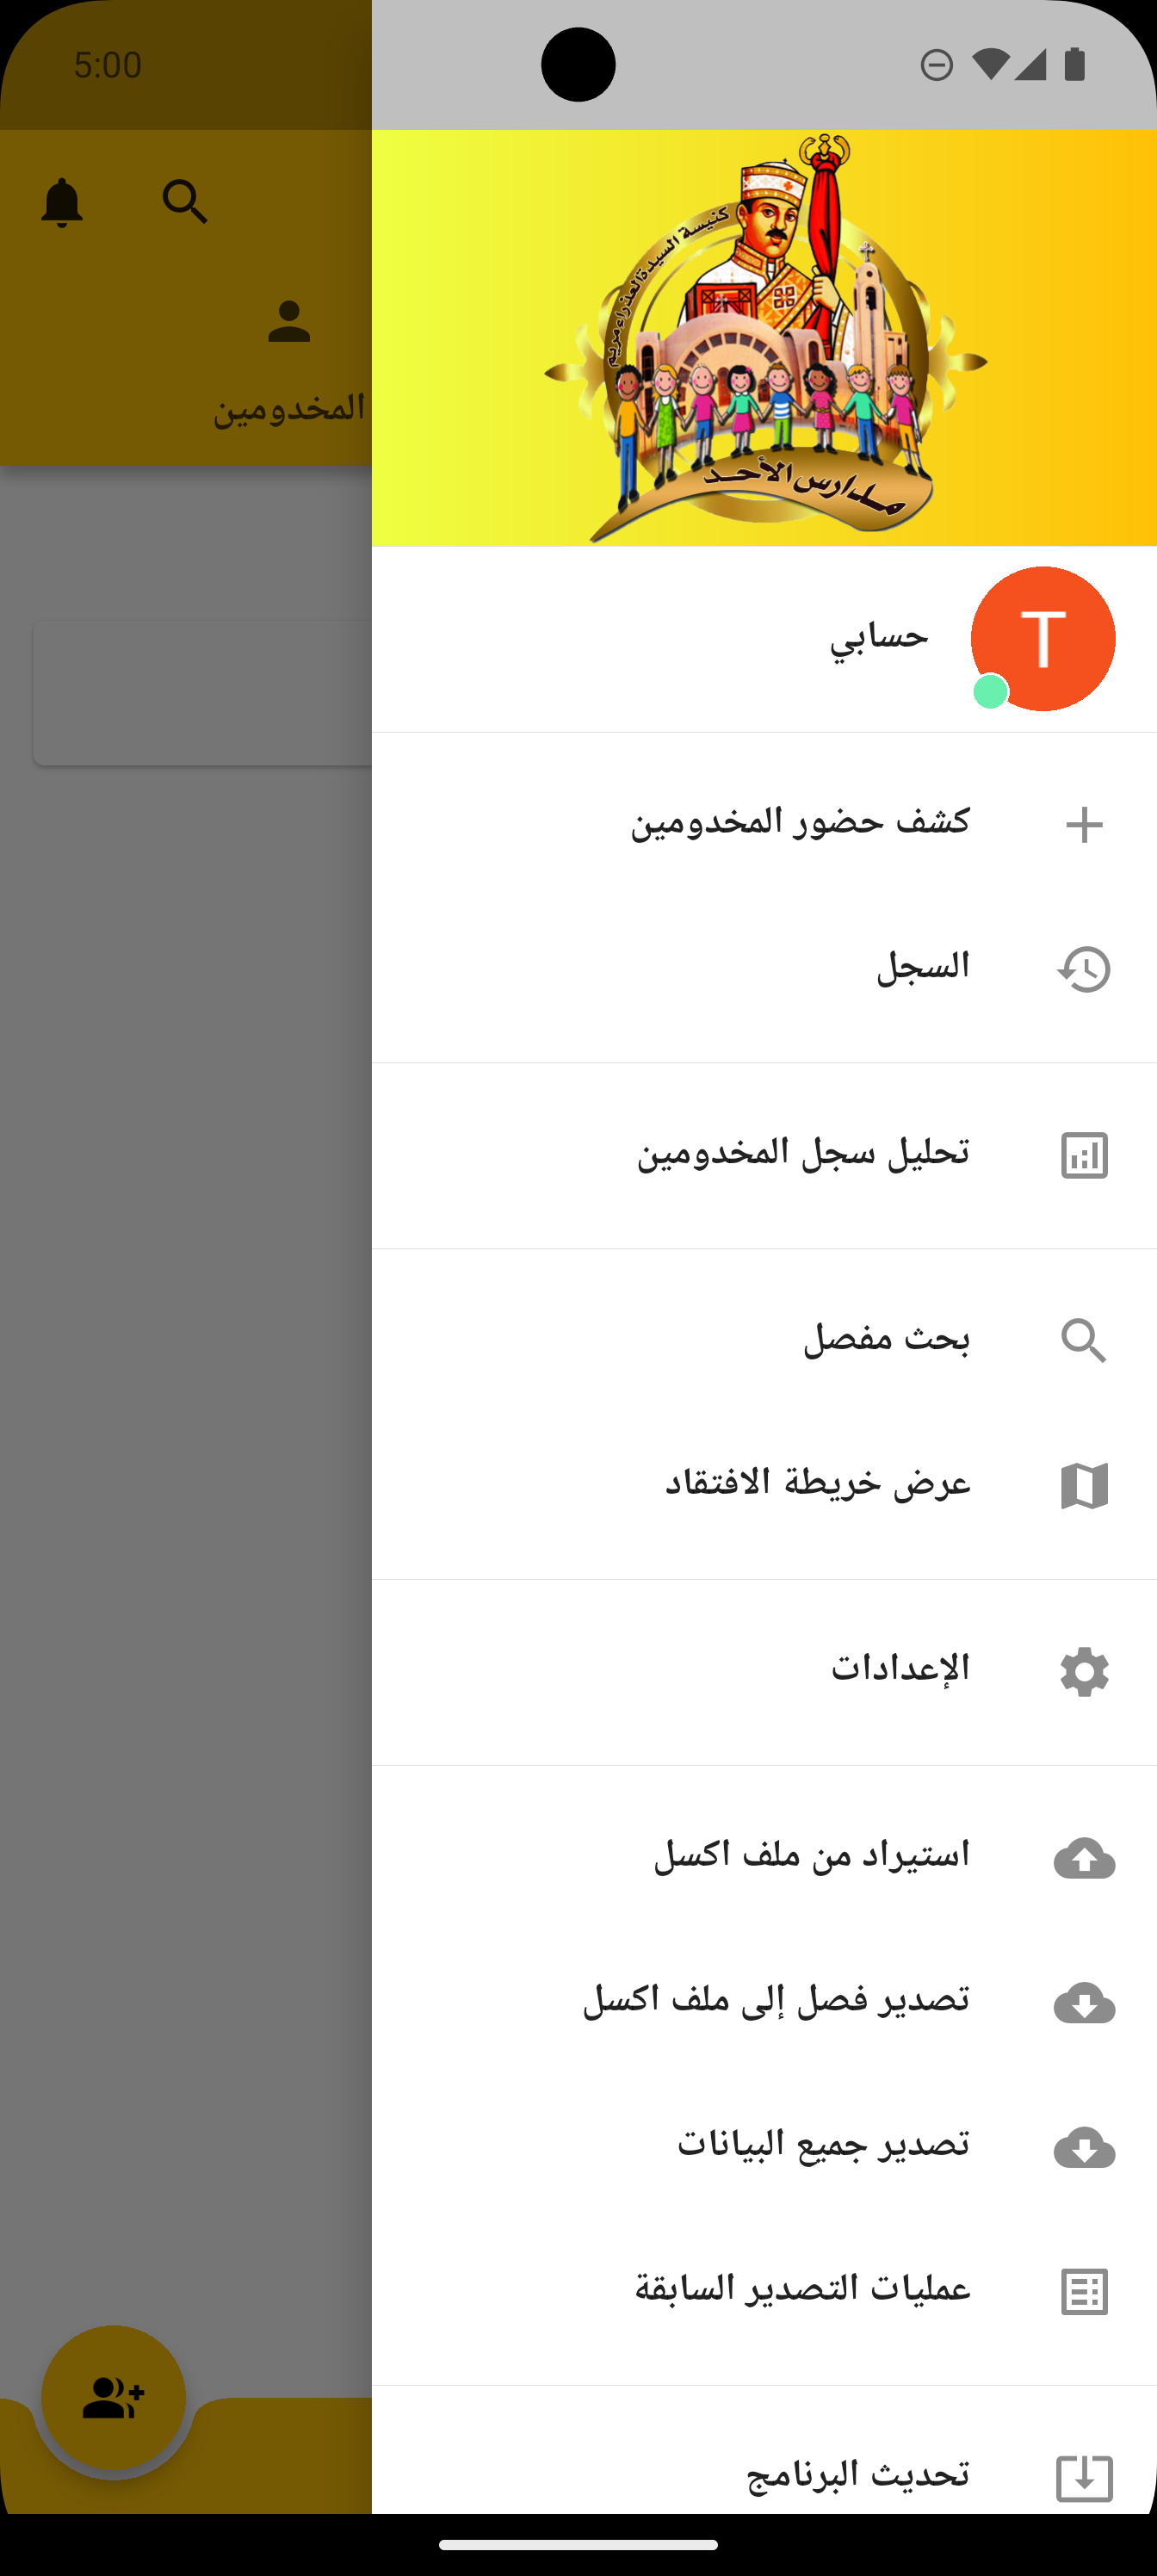 5:00
كنيسة السيدة العذراء مريم
مدارس الأحد
المخدومين
T
حسابي
كشف حضور المخدومين
السجل
تحليل سجل المخدومين
بحث مفصل
عرض خريطة الافتقاد
الإعدادات
استيراد من ملف اكسل
تصدير فصل إلى ملف اكسل
تصدير جميع البيانات
عمليات التصدير السابقة
تحديث البرنامج